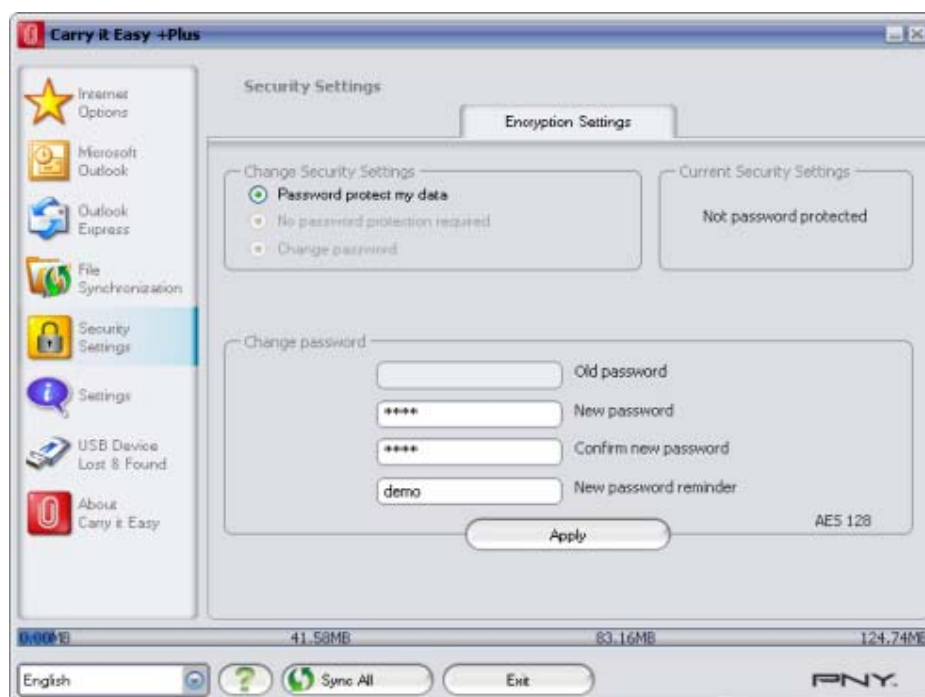 Carry it Easy +Plus
Internet
Options
Microsoft
Outlook
Outlook
Express
File
Synchronization
Security
Settings
Settings
USB Device
Lost & Found
About
Carry it Easy
Security Settings
Encryption Settings
Change Security Settings
Password protect my data
No password protection required
Change password
Current Security Settings
Not password protected
Change password
Old password
**** New password
**** Confirm new password
demo New password reminder
AES 128
Apply
0.00MB 41.58MB 83.16MB 124.74MB
English ? Sync All Exit PNY.